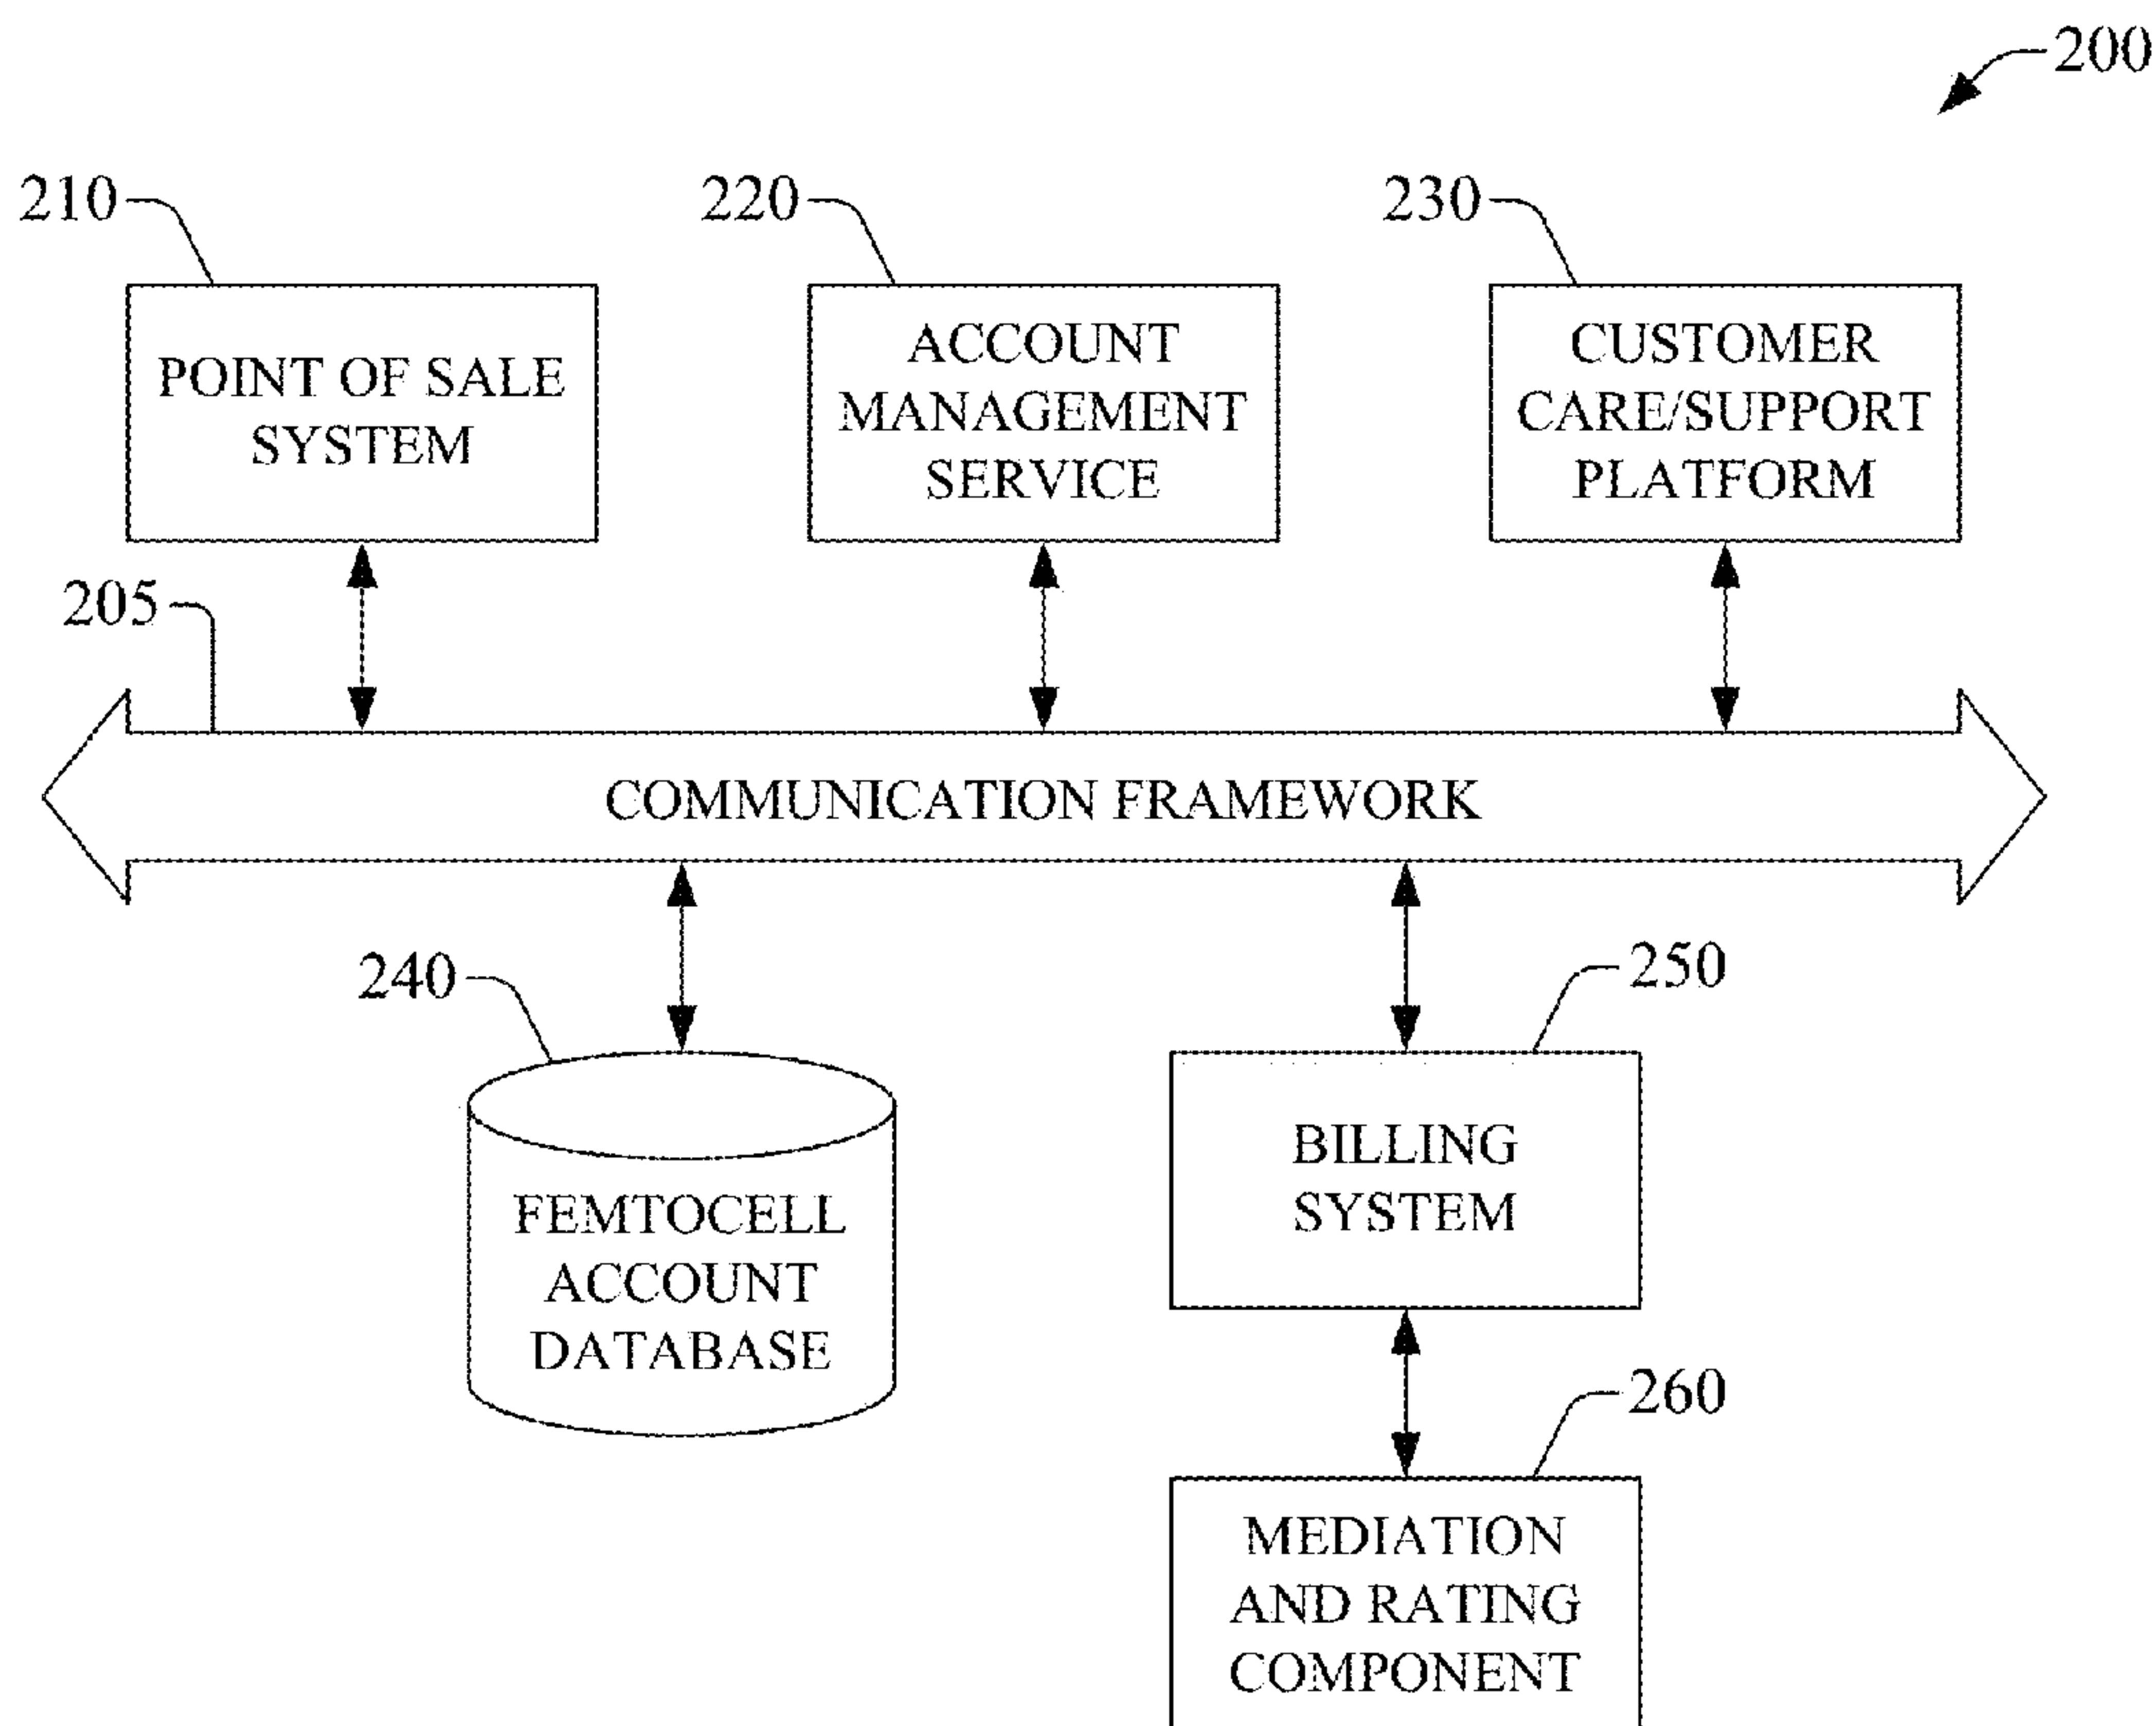 200
210
220
230
POINT OF SALE
SYSTEM
ACCOUNT
MANAGEMENT
SERVICE
CUSTOMER
CARE/SUPPORT
PLATFORM
205
COMMUNICATION FRAMEWORK
240
250
FEMTOCELL
ACCOUNT
DATABASE
BILLING
SYSTEM
260
MEDIATION
AND RATING
COMPONENT